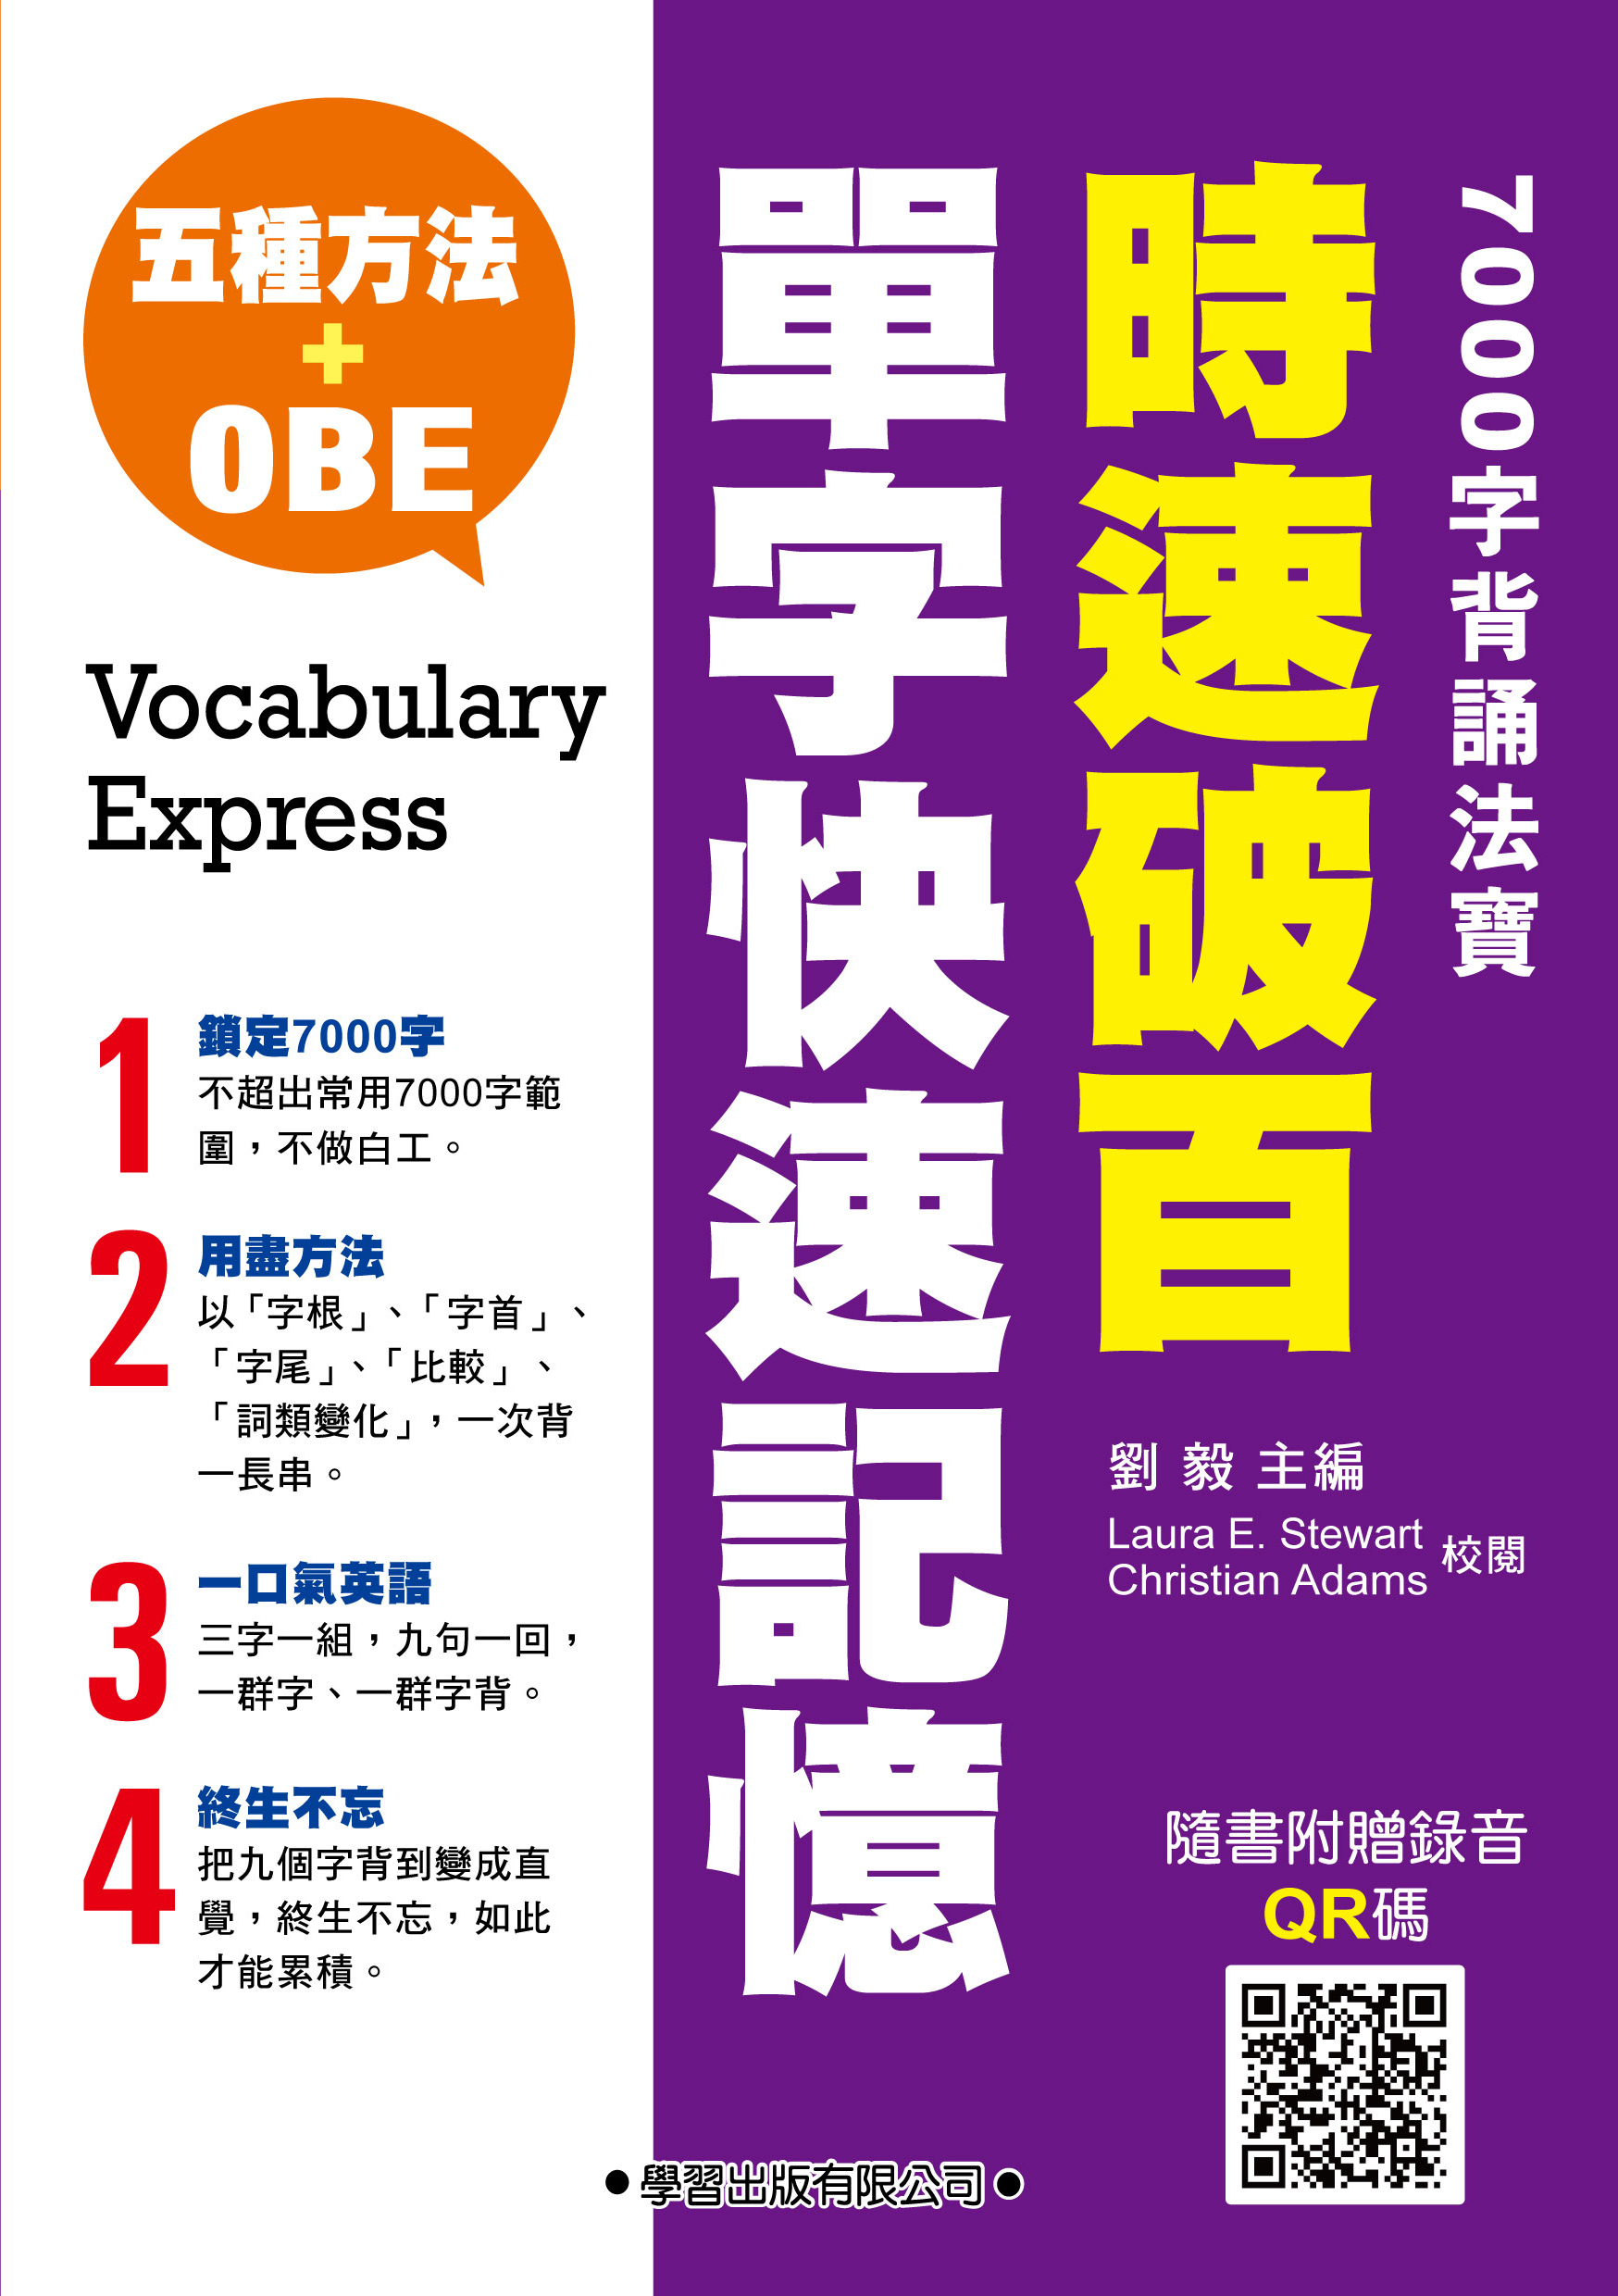 7000字背誦法寶
時速破百
單字快速記憶
劉 毅 主編
Laura E. Stewart
Christian Adams
校閱
隨書附贈錄音
QR碼
五種方法
+
OBE
Vocabulary
Express
1
鎖定7000字
不超出常用7000字範
圍，不做白工。
2
用盡方法
以「字根」、「字首」、
「字尾」、「比較」、
「詞類變化」，一次背
一長串。
3
一口氣英語
三字一組，九句一回，
一群字、一群字背。
4
終生不忘
把九個字背到變成直
覺，終生不忘，如此
才能累積。
●學習出版有限公司●